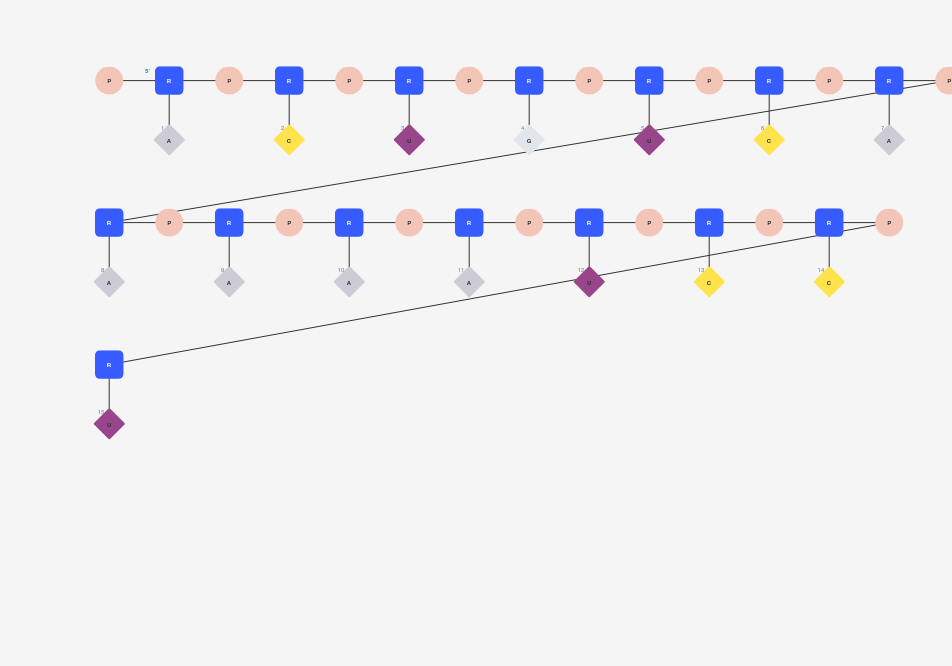 5'
P R P R P R P R P R P R P R P
1 2 3 4 5 6 7
A C U G U C A
R P R P R P R P R P R P R P
8 9 10 11 12 13 14
A A A A U C C
R
15
U